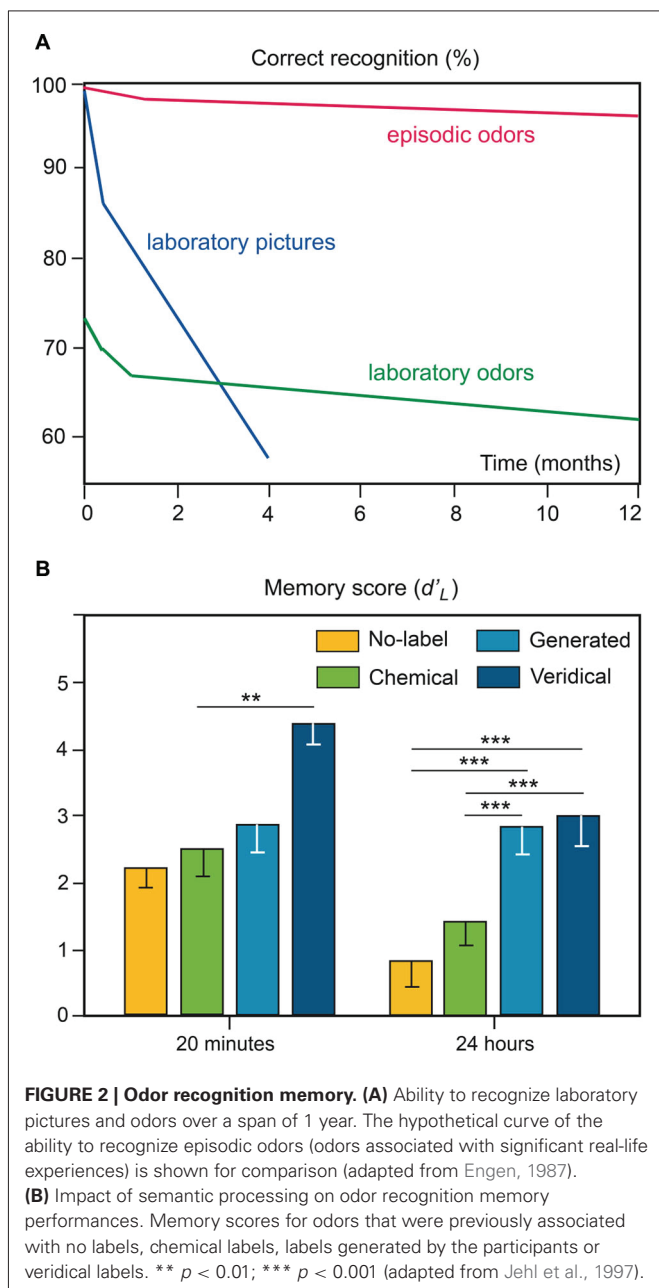 A
Correct recognition (%)
100
90
80
70
60
episodic odors
laboratory pictures
laboratory odors
Time (months)
0 2 4 6 8 10 12
B
Memory score (d'L)
No-label Generated
Chemical Veridical
5
4
3
2
1
0
**
***
***
***
***
20 minutes 24 hours
FIGURE 2 | Odor recognition memory. (A) Ability to recognize laboratory
pictures and odors over a span of 1 year. The hypothetical curve of the
ability to recognize episodic odors (odors associated with significant real-life
experiences) is shown for comparison (adapted from Engen, 1987).
(B) Impact of semantic processing on odor recognition memory
performances. Memory scores for odors that were previously associated
with no labels, chemical labels, labels generated by the participants or
veridical labels. ** p < 0.01; *** p < 0.001 (adapted from Jehl et al., 1997).